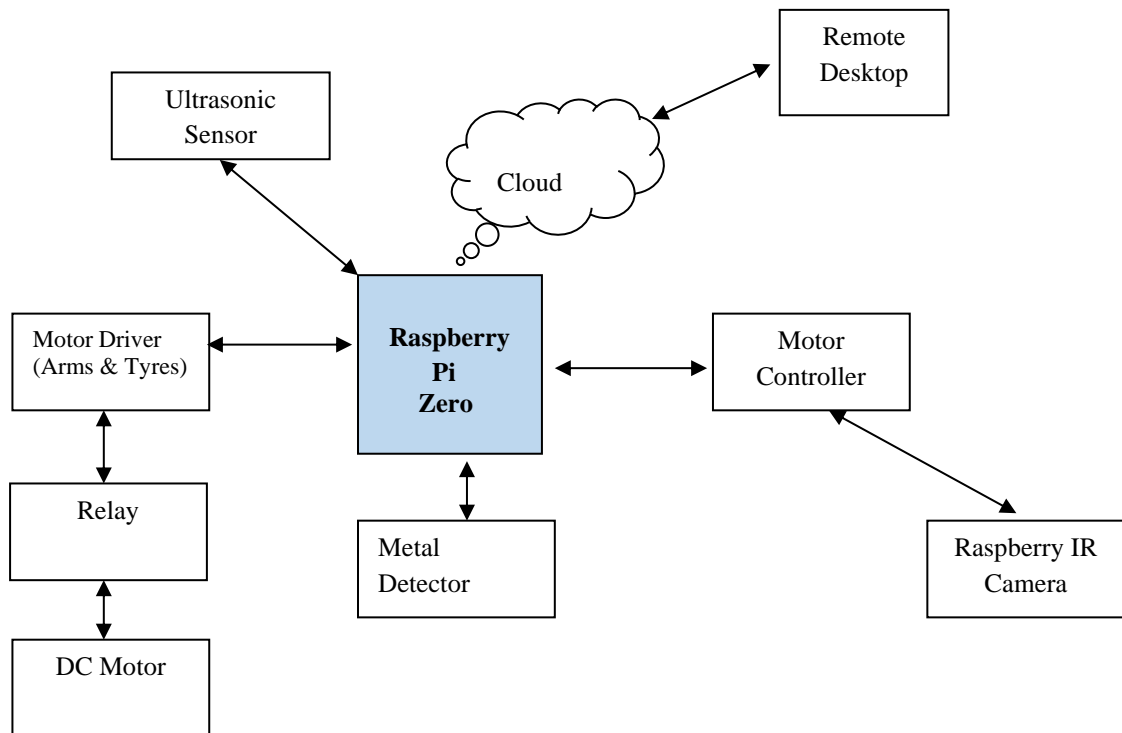 Remote
Desktop
Ultrasonic
Sensor
Cloud
Motor Driver
(Arms & Tyres)
Raspberry
Pi
Zero
Motor
Controller
Relay
Metal
Detector
Raspberry IR
Camera
DC Motor